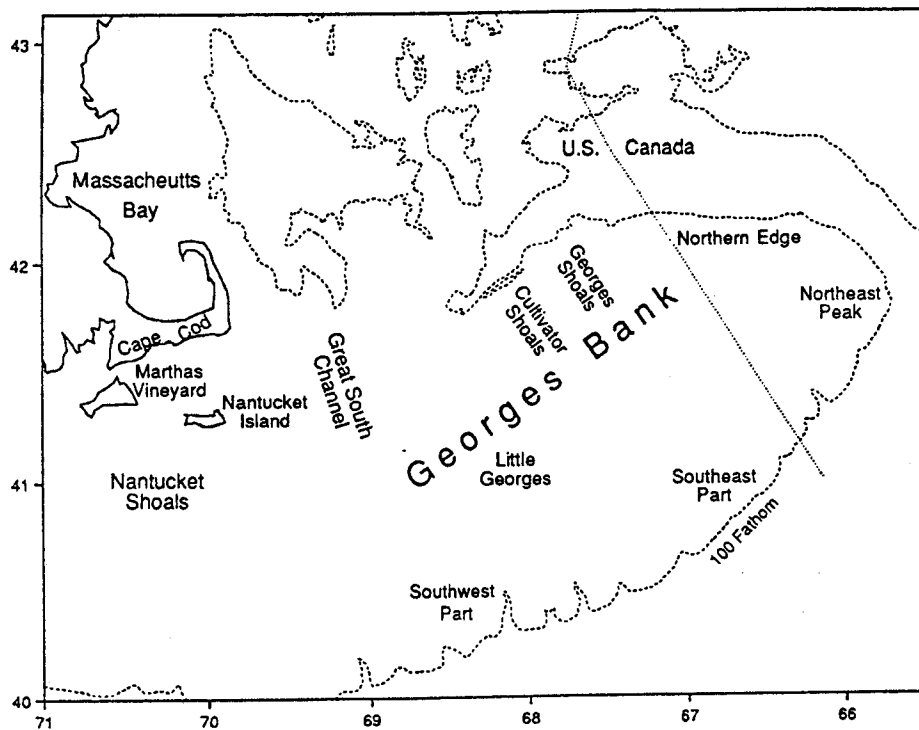 43
U.S. Canada
Massacheutts
Bay
Northern Edge
42
Georges
Shoals
Cultivator
Shoals
Northeast
Peak
Cape Cod
Great South
Channel
Georges Bank
Marthas
Vineyard
Nantucket
Island
Little
Georges
41
Nantucket
Shoals
Southeast
Part
100 Fathom
Southwest
Part
40
71 70 69 68 67 66